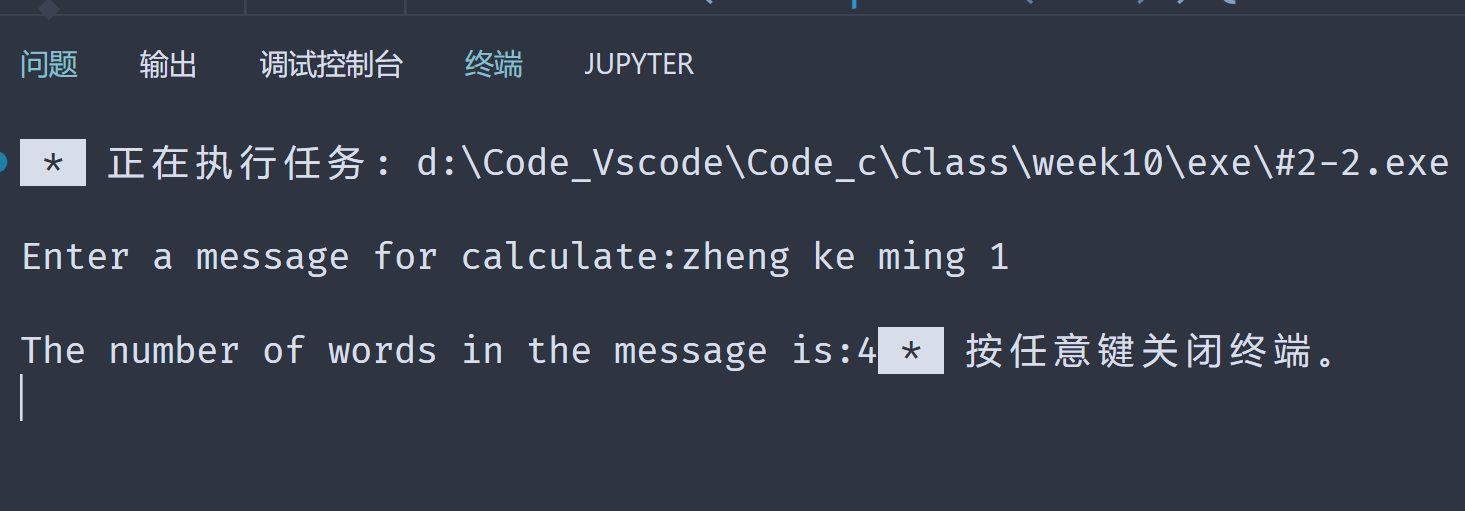 问题 输出 调试控制台 终端 JUPYTER
* 正在执行任务: d:\Code_Vscode\Code_c\Class\week10\exe\#2-2.exe
Enter a message for calculate:zheng ke ming 1
The number of words in the message is:4 * 按任意键关闭终端。